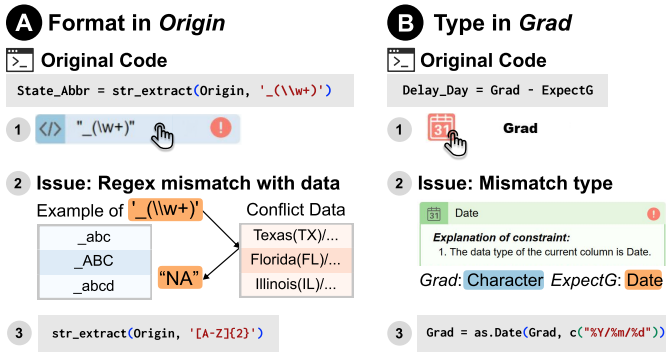 A Format in Origin
>_ Original Code
State_Abbr = str_extract(Origin, '_(\\w+)')
1 </> "_(\w+)" !
2 Issue: Regex mismatch with data
Example of '_(\\w+)' Conflict Data
_abc Texas(TX)/...
_ABC Florida(FL)/...
_abcd Illinois(IL)/...
"NA"
3 str_extract(Origin, '[A-Z]{2}')
B Type in Grad
>_ Original Code
Delay_Day = Grad - ExpectG
1 31 Grad
2 Issue: Mismatch type
31 Date !
Explanation of constraint:
1. The data type of the current column is Date.
Grad: Character ExpectG: Date
3 Grad = as.Date(Grad, c("%Y/%m/%d"))